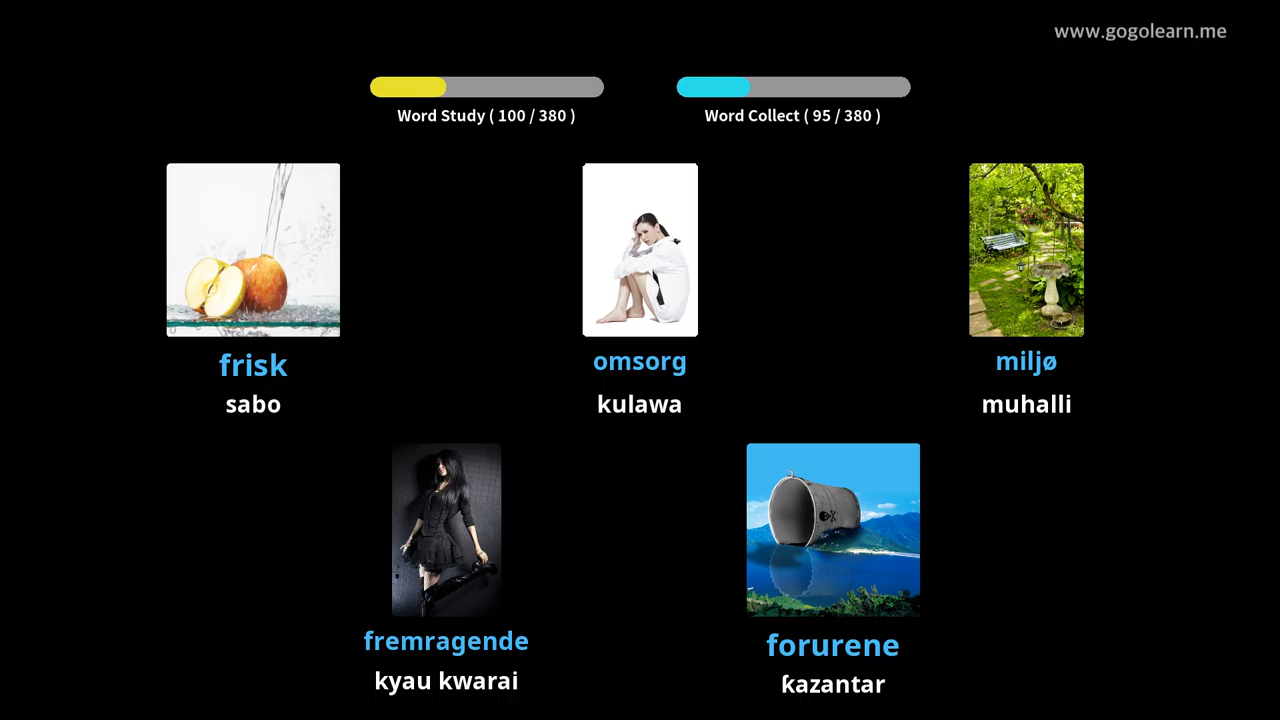 www.gogolearn.me
Word Study ( 100 / 380 )
Word Collect ( 95 / 380 )
frisk
omsorg
miljø
sabo
kulawa
muhalli
fremragende
forurene
kyau kwarai
ƙazantar